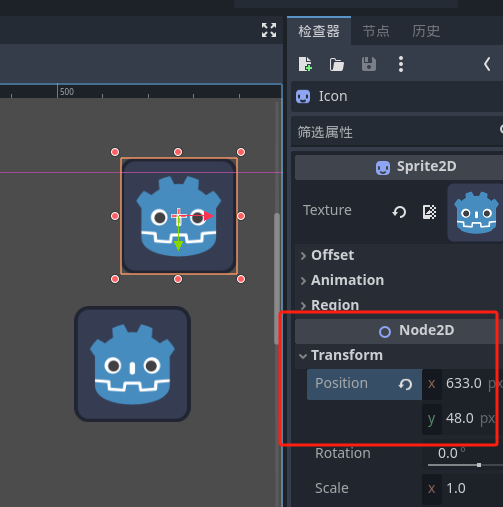 检查器 节点 历史
500
Icon
筛选属性
Sprite2D
Texture
Offset
Animation
Region
Node2D
Transform
Position x 633.0 px
y 48.0 px
Rotation 0.0 °
Scale x 1.0